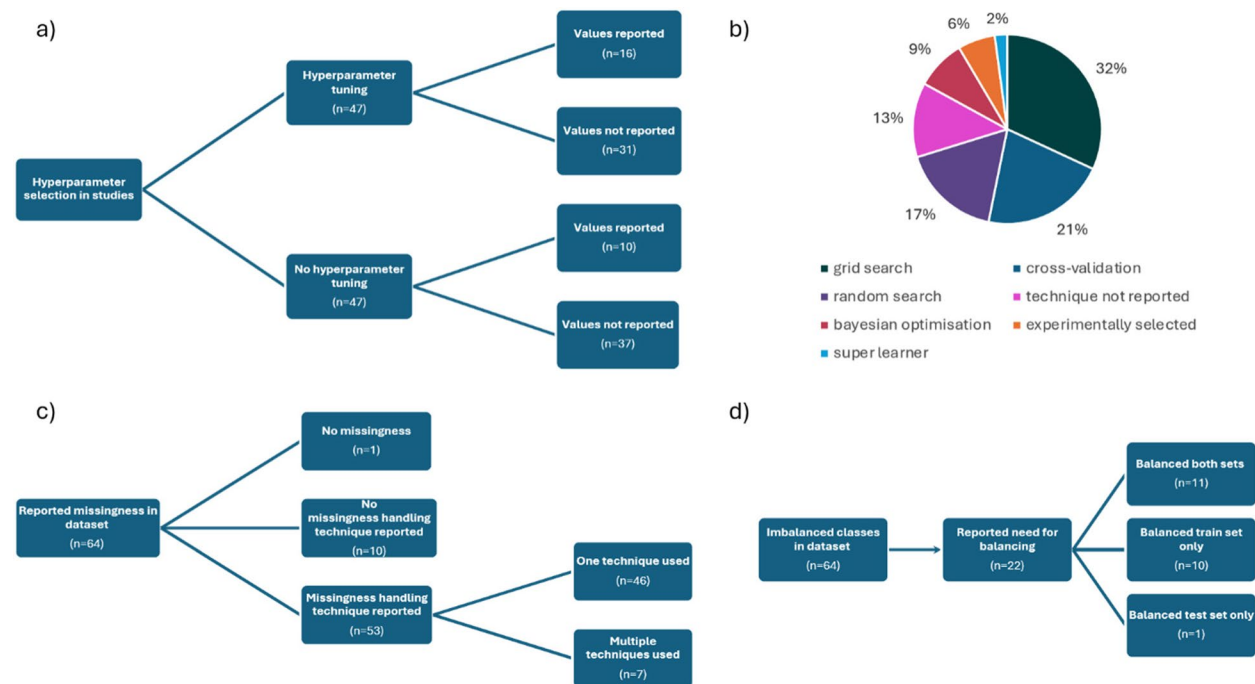 a)
Hyperparameter
selection in studies
Hyperparameter
tuning
(n=47)
No hyperparameter
tuning
(n=47)
Values reported
(n=16)
Values not reported
(n=31)
Values reported
(n=10)
Values not reported
(n=37)
b)
32%
21%
17%
13%
9%
6%
2%
grid search
cross-validation
random search
technique not reported
bayesian optimisation
experimentally selected
super learner
c)
Reported missingness in
dataset
(n=64)
No missingness
(n=1)
No
missingness handling
technique reported
(n=10)
Missingness handling
technique reported
(n=53)
One technique used
(n=46)
Multiple
techniques used
(n=7)
d)
Imbalanced classes
in dataset
(n=64)
Reported need for
balancing
(n=22)
Balanced both sets
(n=11)
Balanced train set
only
(n=10)
Balanced test set only
(n=1)